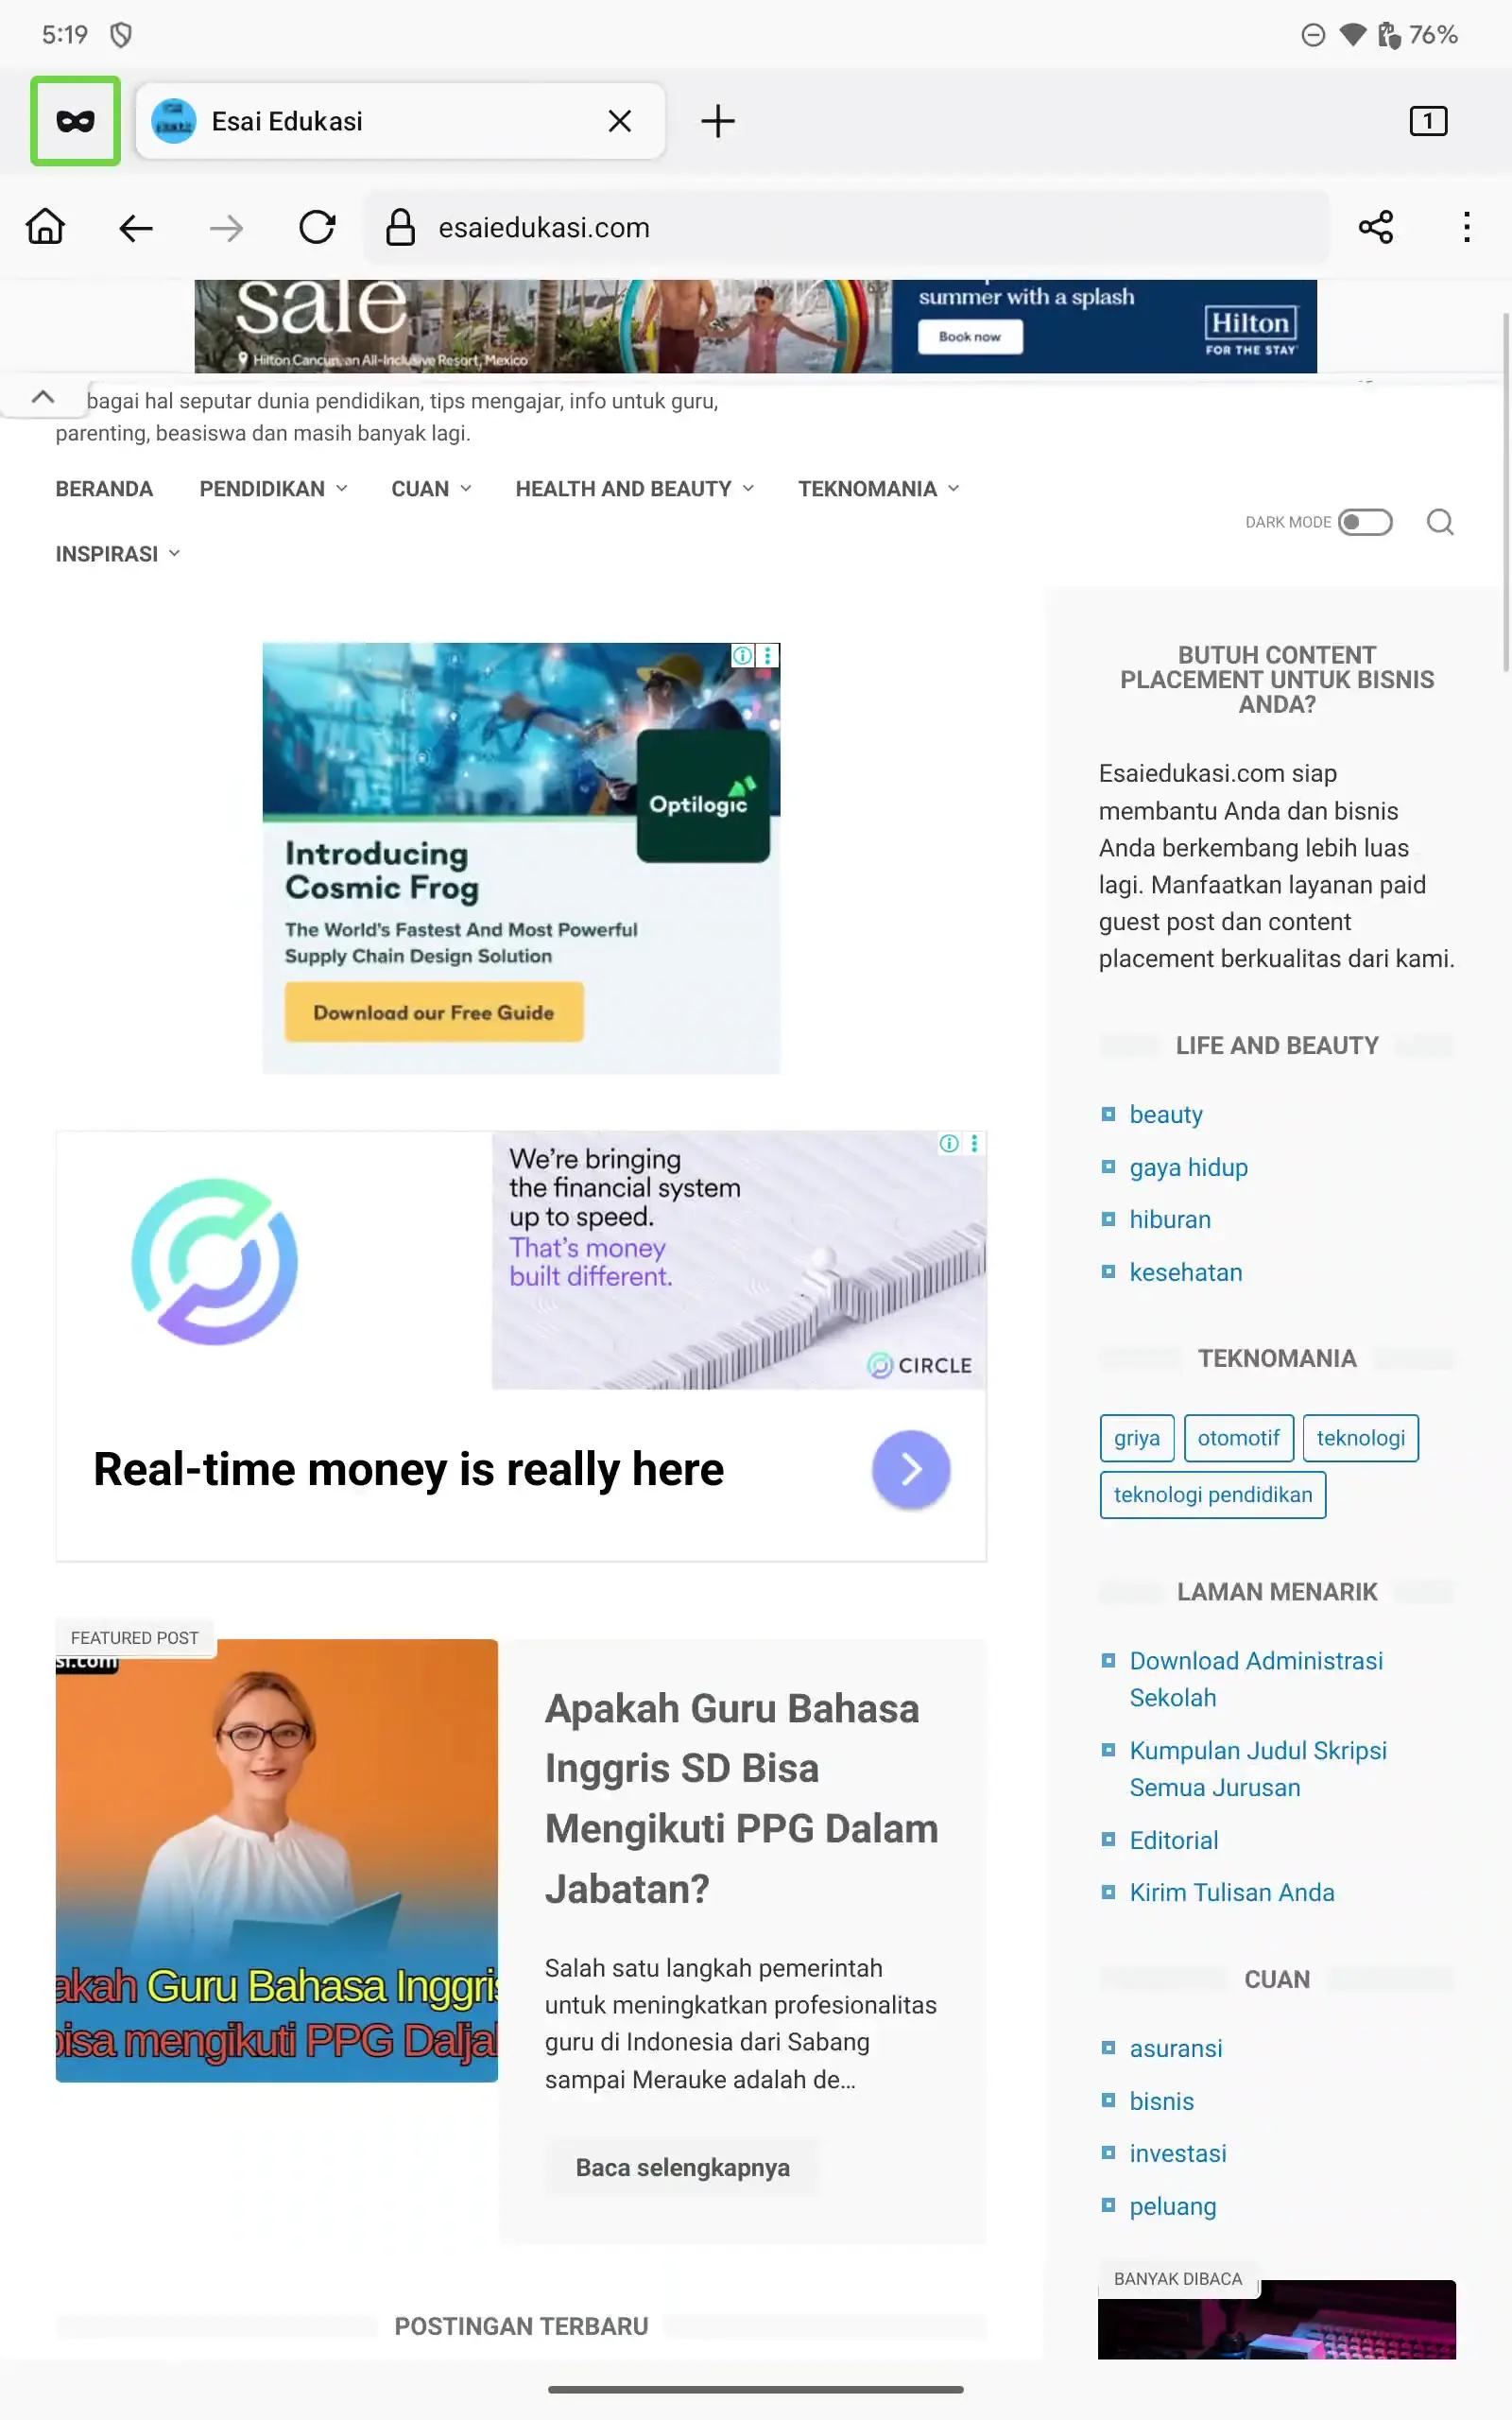 5:19
76%
Esai Edukasi
1
esaiedukasi.com
sale
Hilton Cancun, an All-Inclusive Resort, Mexico
summer with a splash
Book now
Hilton
FOR THE STAY
bagai hal seputar dunia pendidikan, tips mengajar, info untuk guru,
parenting, beasiswa dan masih banyak lagi.
BERANDA PENDIDIKAN CUAN HEALTH AND BEAUTY TEKNOMANIA
INSPIRASI
DARK MODE
Optilogic
Introducing
Cosmic Frog
The World's Fastest And Most Powerful
Supply Chain Design Solution
Download our Free Guide
We're bringing
the financial system
up to speed.
That's money
built different.
CIRCLE
Real-time money is really here
FEATURED POST
si.com
akah Guru Bahasa Inggris
bisa mengikuti PPG Daljal
Apakah Guru Bahasa
Inggris SD Bisa
Mengikuti PPG Dalam
Jabatan?
Salah satu langkah pemerintah
untuk meningkatkan profesionalitas
guru di Indonesia dari Sabang
sampai Merauke adalah de…
Baca selengkapnya
POSTINGAN TERBARU
BUTUH CONTENT
PLACEMENT UNTUK BISNIS
ANDA?
Esaiedukasi.com siap
membantu Anda dan bisnis
Anda berkembang lebih luas
lagi. Manfaatkan layanan paid
guest post dan content
placement berkualitas dari kami.
LIFE AND BEAUTY
beauty
gaya hidup
hiburan
kesehatan
TEKNOMANIA
griya otomotif teknologi
teknologi pendidikan
LAMAN MENARIK
Download Administrasi
Sekolah
Kumpulan Judul Skripsi
Semua Jurusan
Editorial
Kirim Tulisan Anda
CUAN
asuransi
bisnis
investasi
peluang
BANYAK DIBACA